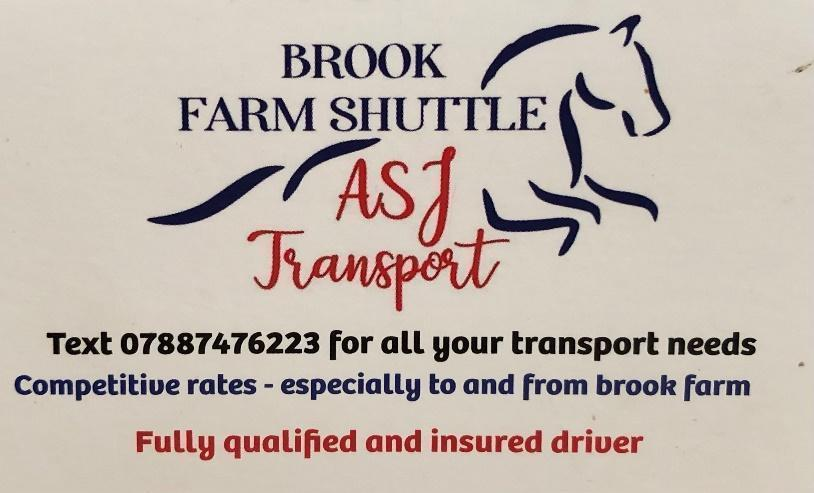 BROOK
FARM SHUTTLE
ASJ
Transport
Text 07887476223 for all your transport needs
Competitive rates - especially to and from brook farm
Fully qualified and insured driver